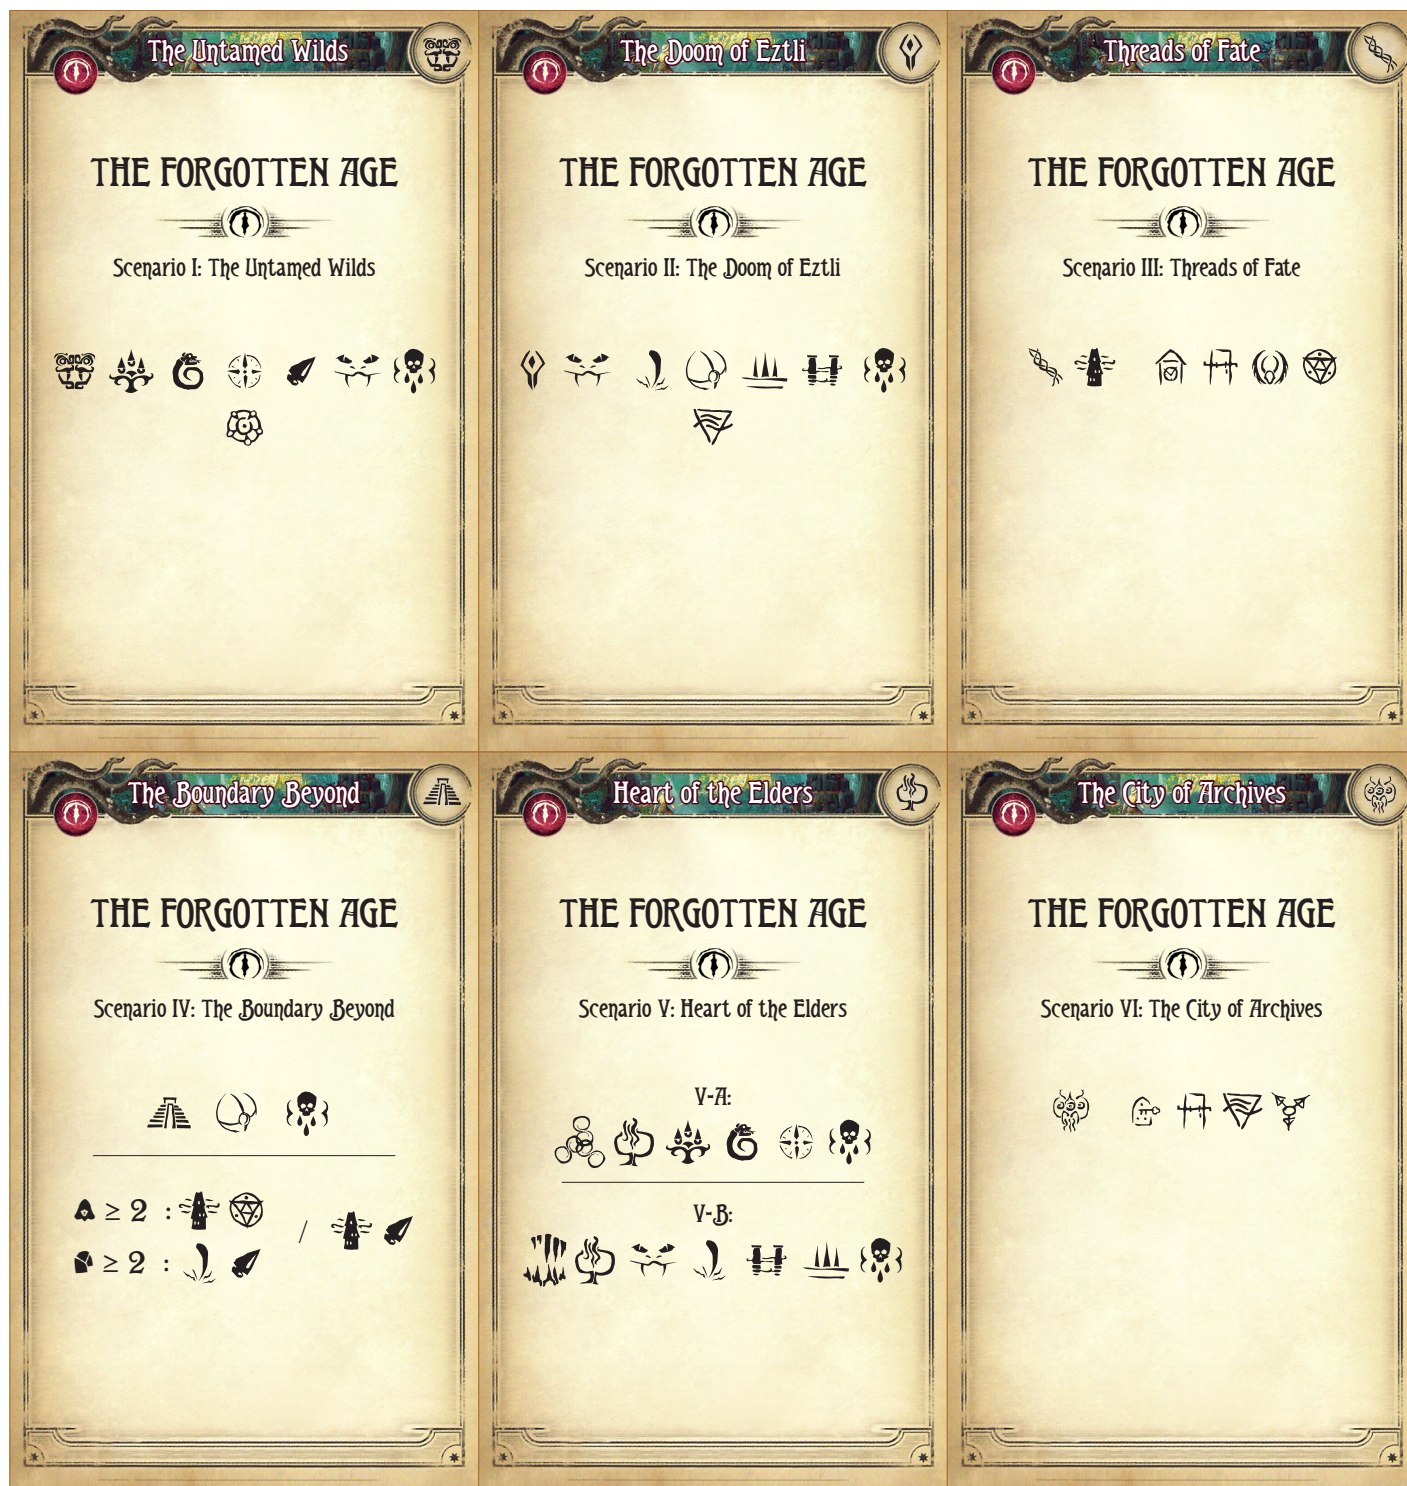 The Untamed Wilds
THE FORGOTTEN AGE
Scenario I: The Untamed Wilds
The Doom of Eztli
THE FORGOTTEN AGE
Scenario II: The Doom of Eztli
Threads of Fate
THE FORGOTTEN AGE
Scenario III: Threads of Fate
The Boundary Beyond
THE FORGOTTEN AGE
Scenario IV: The Boundary Beyond
≥ 2 :
/
≥ 2 :
Heart of the Elders
THE FORGOTTEN AGE
Scenario V: Heart of the Elders
V-A:
V-B:
The City of Archives
THE FORGOTTEN AGE
Scenario VI: The City of Archives